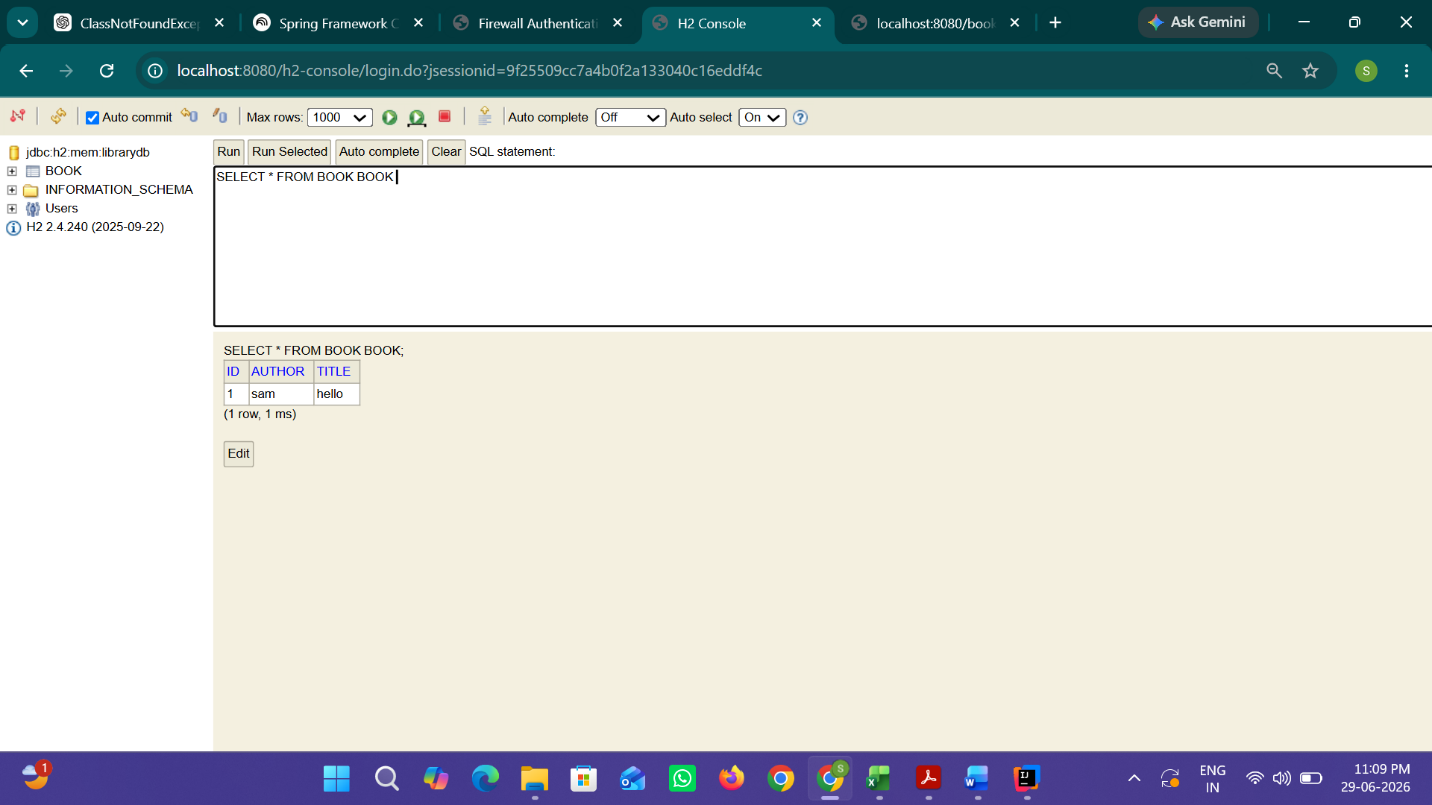 ClassNotFoundExcep
Spring Framework C
Firewall Authenticati
H2 Console
localhost:8080/book
Ask Gemini
localhost:8080/h2-console/login.do?jsessionid=9f25509cc7a4b0f2a133040c16eddf4c
S
Auto commit
Max rows: 1000
Auto complete Off
Auto select On
jdbc:h2:mem:librarydb
BOOK
INFORMATION_SCHEMA
Users
H2 2.4.240 (2025-09-22)
Run Run Selected Auto complete Clear SQL statement:
SELECT * FROM BOOK BOOK
SELECT * FROM BOOK BOOK;
ID AUTHOR TITLE
1 sam hello
(1 row, 1 ms)
Edit
1
S
ENG
IN
11:09 PM
29-06-2026